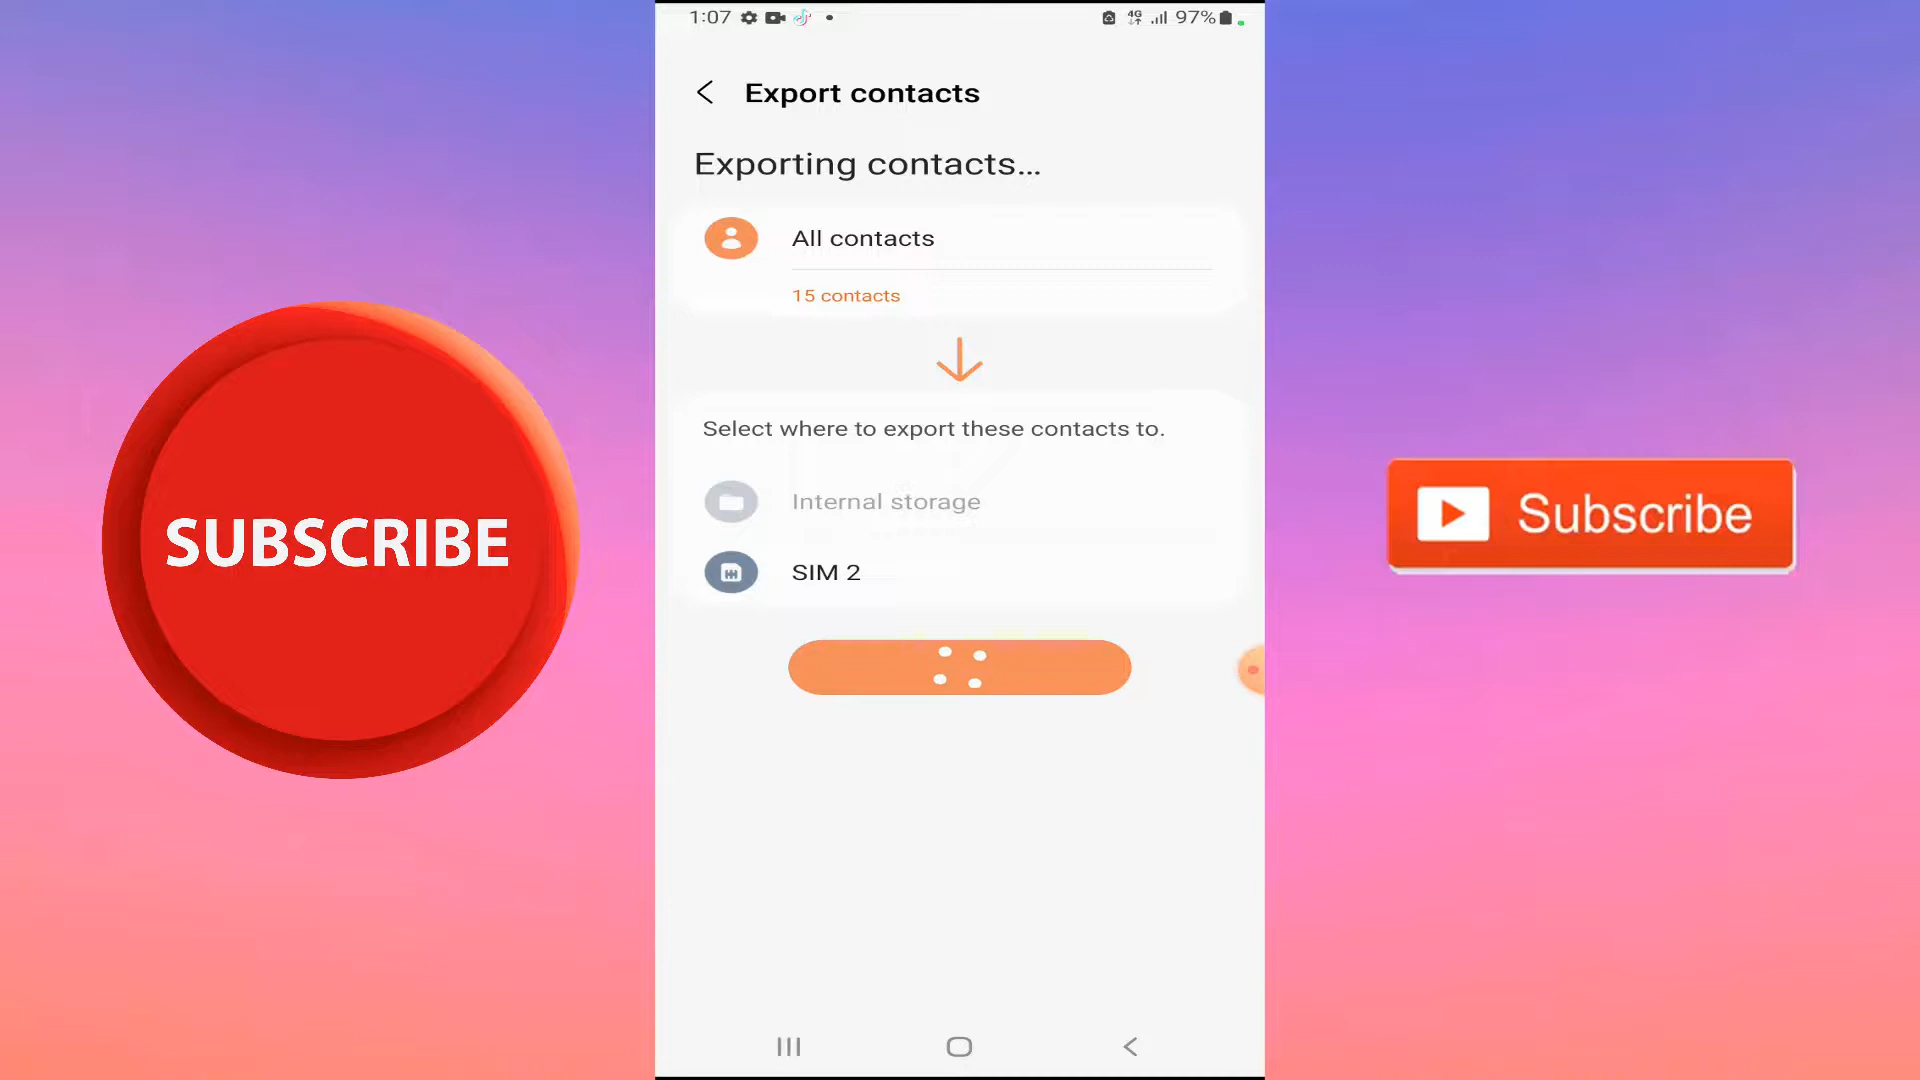 1:07
4G
97%
Export contacts
Exporting contacts...
All contacts
15 contacts
Select where to export these contacts to.
Internal storage
SIM 2
SUBSCRIBE
Subscribe